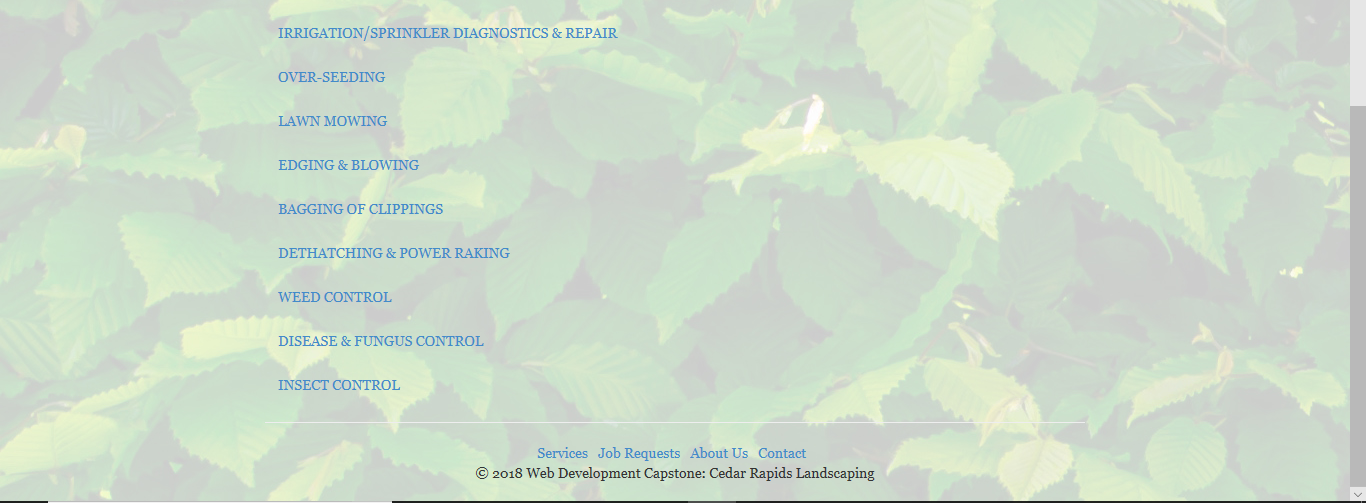 IRRIGATION/SPRINKLER DIAGNOSTICS & REPAIR
OVER-SEEDING
LAWN MOWING
EDGING & BLOWING
BAGGING OF CLIPPINGS
DETHATCHING & POWER RAKING
WEED CONTROL
DISEASE & FUNGUS CONTROL
INSECT CONTROL
Services Job Requests About Us Contact
© 2018 Web Development Capstone: Cedar Rapids Landscaping